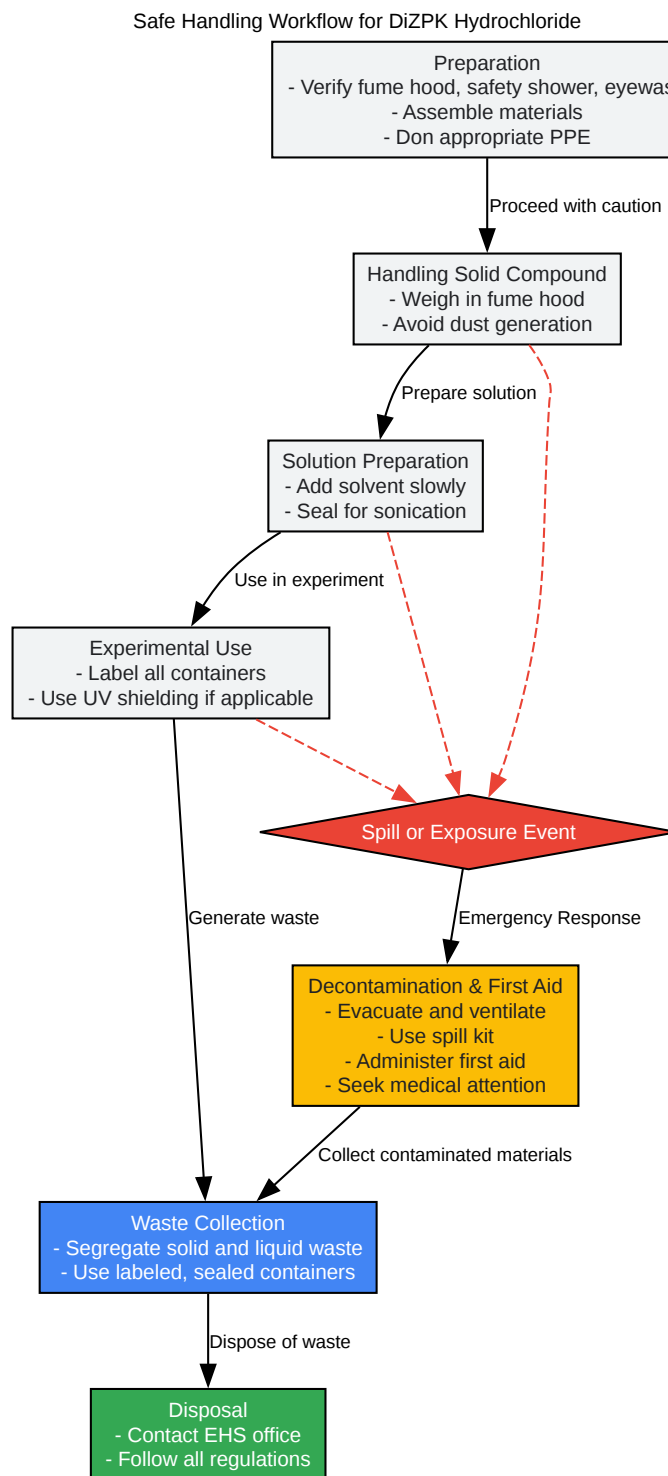 Safe Handling Workflow for DiZPK Hydrochloride
Preparation
- Verify fume hood, safety shower, eyewas
- Assemble materials
- Don appropriate PPE
Proceed with caution
Handling Solid Compound
- Weigh in fume hood
- Avoid dust generation
Prepare solution
Solution Preparation
- Add solvent slowly
- Seal for sonication
Use in experiment
Experimental Use
- Label all containers
- Use UV shielding if applicable
Spill or Exposure Event
Generate waste
Emergency Response
Decontamination & First Aid
- Evacuate and ventilate
- Use spill kit
- Administer first aid
- Seek medical attention
Collect contaminated materials
Waste Collection
- Segregate solid and liquid waste
- Use labeled, sealed containers
Dispose of waste
Disposal
- Contact EHS office
- Follow all regulations